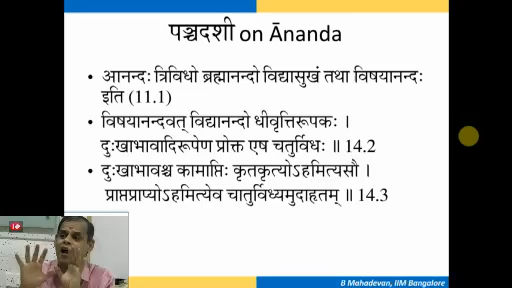 पञ्चदशी on Ānanda
• आनन्दः त्रिविधो ब्रह्मानन्दो विद्यासुखं तथा विषयानन्दः
इति (11.1)
• विषयानन्दवत् विद्यानन्दो धीवृत्तिरूपकः ।
दुःखाभावादिरूपेण प्रोक्त एष चतुर्विधः ॥ 14.2
• दुःखाभावश्च कामाप्तिः कृतकृत्योऽहमित्यसौ ।
प्राप्तप्राप्योऽहमित्येव चातुर्विध्यमुदाहृतम् ॥ 14.3
B Mahadevan, IIM Bangalore